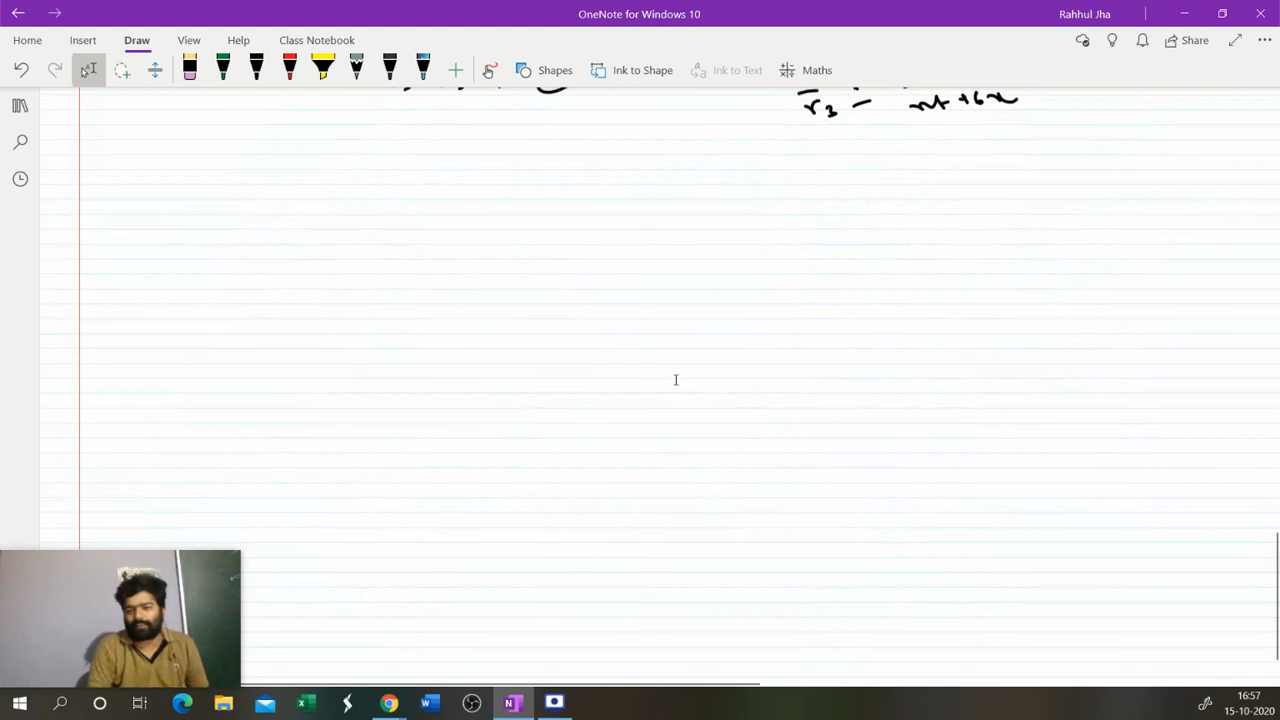 OneNote for Windows 10
Rahhul Jha
Home Insert Draw View Help Class Notebook
Share
Shapes Ink to Shape Ink to Text Maths
r3 =
16:57
15-10-2020